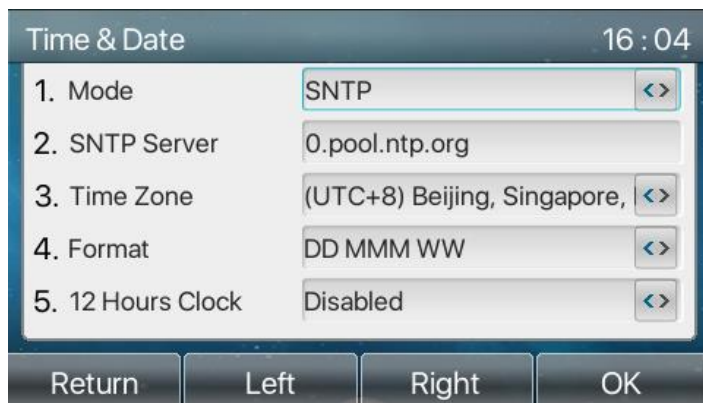 Time & Date 16 : 04
1. Mode SNTP <>
2. SNTP Server 0.pool.ntp.org
3. Time Zone (UTC+8) Beijing, Singapore, <>
4. Format DD MMM WW <>
5. 12 Hours Clock Disabled <>
Return Left Right OK